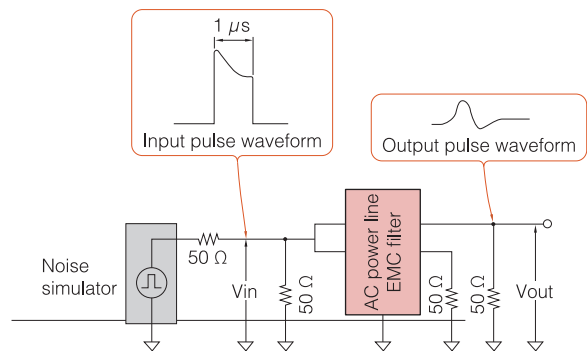 1 µs
Input pulse waveform
Output pulse waveform
Noise
simulator
50 Ω
Vin
50 Ω
AC power line
EMC filter
50 Ω
50 Ω
Vout